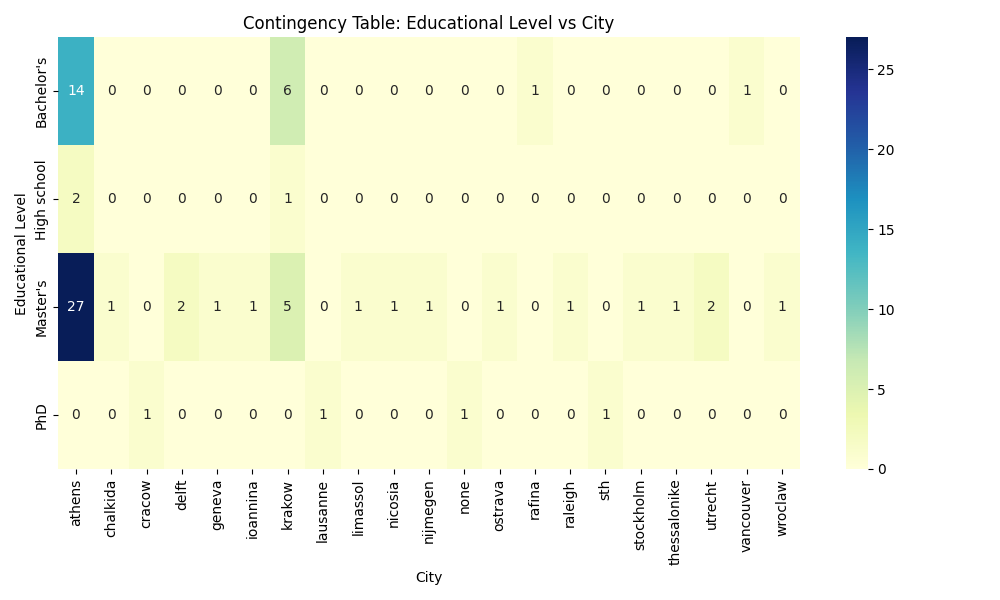 Contingency Table: Educational Level vs City
Educational Level
Bachelor's 14 0 0 0 0 0 6 0 0 0 0 0 0 1 0 0 0 0 0 1 0
High school 2 0 0 0 0 0 1 0 0 0 0 0 0 0 0 0 0 0 0 0 0
Master's 27 1 0 2 1 1 5 0 1 1 1 0 1 0 1 0 1 1 2 0 1
PhD 0 0 1 0 0 0 0 1 0 0 0 1 0 0 0 1 0 0 0 0 0
athens chalkida cracow delft geneva ioannina krakow lausanne limassol nicosia nijmegen none ostrava rafina raleigh sth stockholm thessalonike utrecht vancouver wroclaw
City
25
20
15
10
5
0